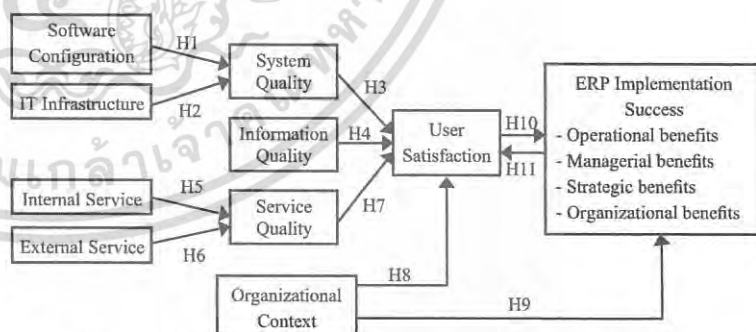 Software
Configuration
H1
IT Infrastructure
H2
System
Quality
H3
Information
Quality
H4
User
Satisfaction
H10
H11
ERP Implementation
Success
- Operational benefits
- Managerial benefits
- Strategic benefits
- Organizational benefits
Internal Service
H5
External Service
H6
Service
Quality
H7
Organizational
Context
H8
H9